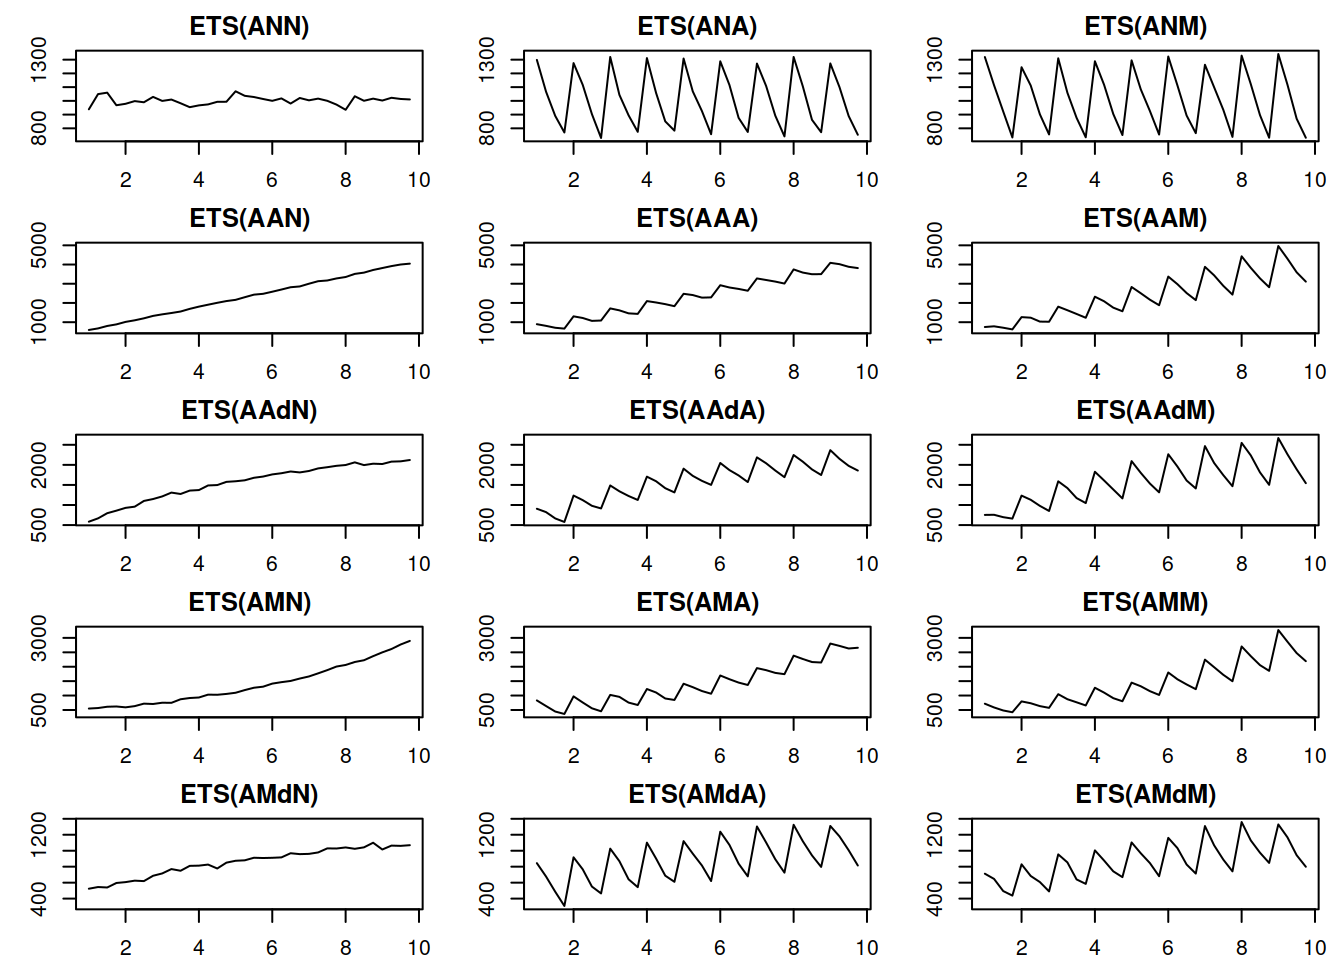 ETS(ANN) ETS(ANA) ETS(ANM)
1300 1300 1300
800 800 800
2 4 6 8 10 2 4 6 8 10 2 4 6 8 10
ETS(AAN) ETS(AAA) ETS(AAM)
5000 5000 5000
1000 1000 1000
2 4 6 8 10 2 4 6 8 10 2 4 6 8 10
ETS(AAdN) ETS(AAdA) ETS(AAdM)
2000 2000 2000
500 500 500
2 4 6 8 10 2 4 6 8 10 2 4 6 8 10
ETS(AMN) ETS(AMA) ETS(AMM)
3000 3000 3000
500 500 500
2 4 6 8 10 2 4 6 8 10 2 4 6 8 10
ETS(AMdN) ETS(AMdA) ETS(AMdM)
1200 1200 1200
400 400 400
2 4 6 8 10 2 4 6 8 10 2 4 6 8 10